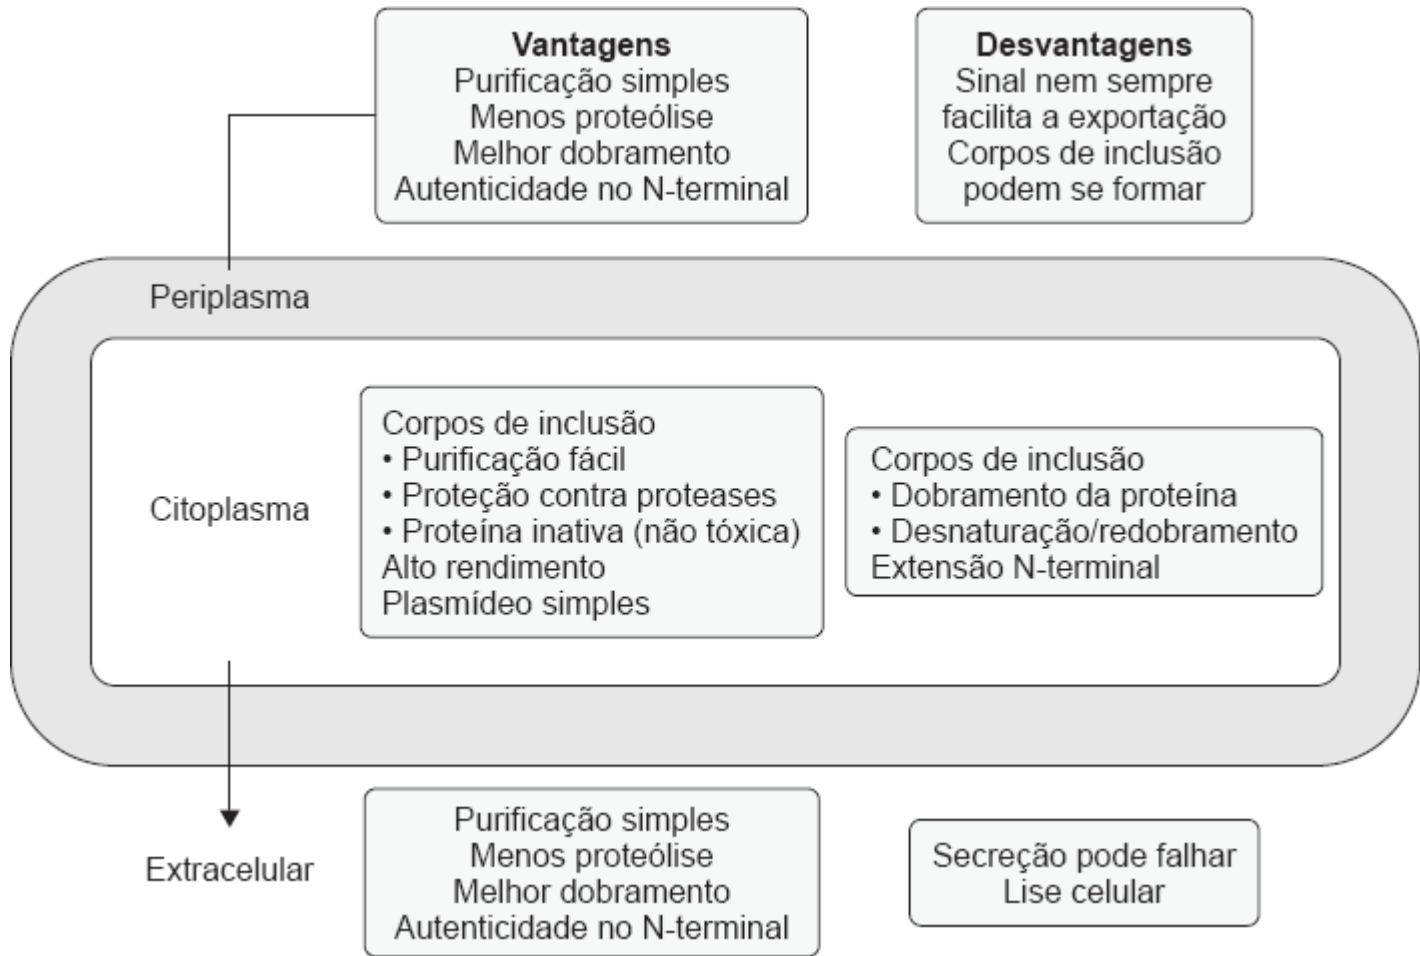 Vantagens
Purificação simples
Menos proteólise
Melhor dobramento
Autenticidade no N-terminal
Desvantagens
Sinal nem sempre
facilita a exportação
Corpos de inclusão
podem se formar
Periplasma
Citoplasma
Corpos de inclusão
• Purificação fácil
• Proteção contra proteases
• Proteína inativa (não tóxica)
Alto rendimento
Plasmídeo simples
Corpos de inclusão
• Dobramento da proteína
• Desnaturação/redobramento
Extensão N-terminal
Extracelular
Purificação simples
Menos proteólise
Melhor dobramento
Autenticidade no N-terminal
Secreção pode falhar
Lise celular